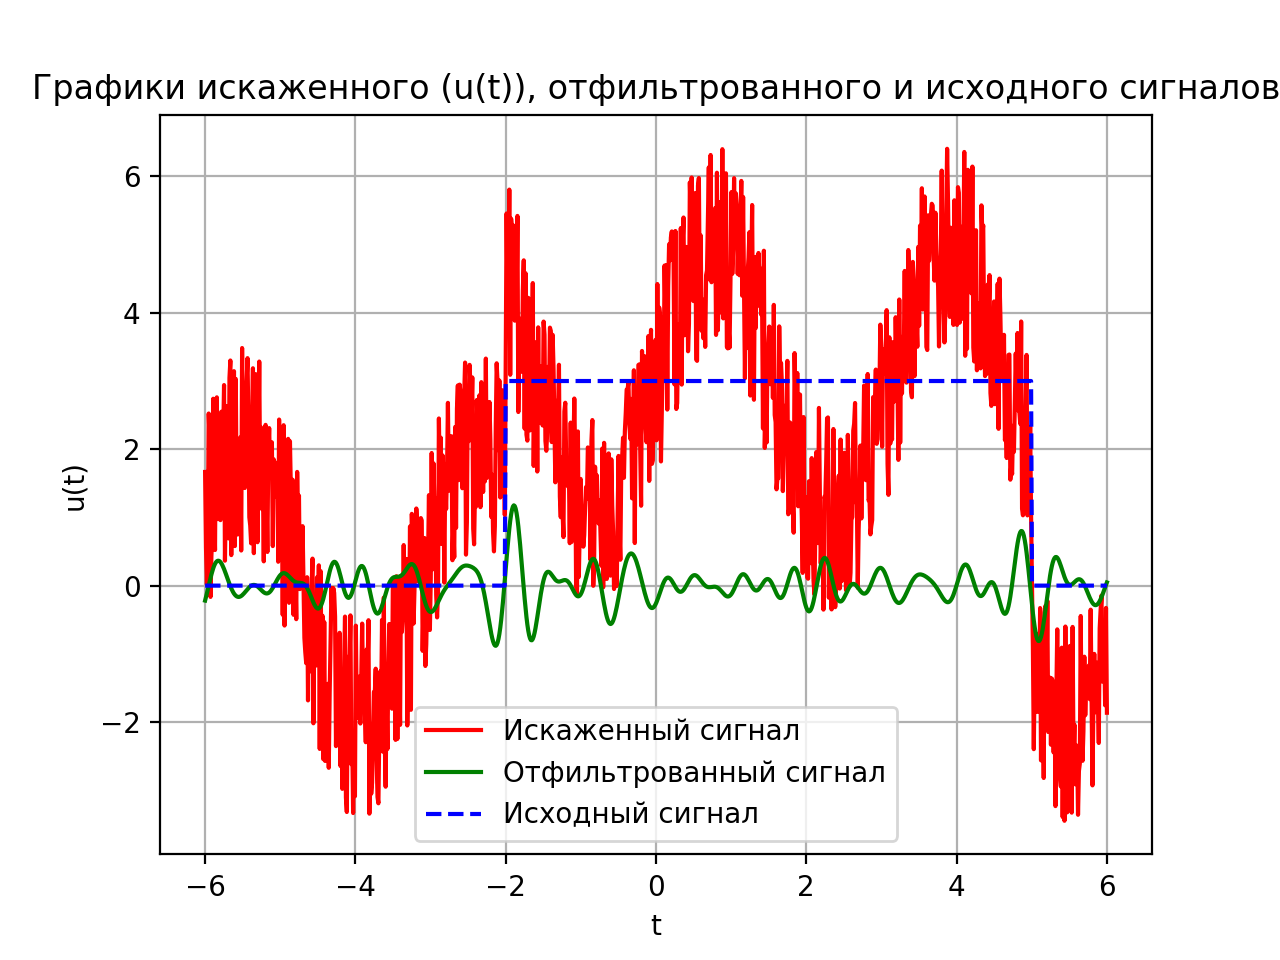 Графики искаженного (u(t)), отфильтрованного и исходного сигналов
6
4
2
0
−2
u(t)
Искаженный сигнал
Отфильтрованный сигнал
Исходный сигнал
−6 −4 −2 0 2 4 6
t